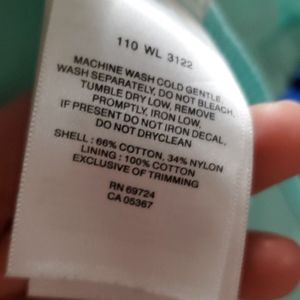 110 WL 3122
MACHINE WASH COLD GENTLE,
WASH SEPARATELY, DO NOT BLEACH,
TUMBLE DRY LOW, REMOVE
PROMPTLY, IRON LOW,
IF PRESENT DO NOT IRON DECAL,
DO NOT DRYCLEAN
SHELL : 66% COTTON, 34% NYLON
LINING : 100% COTTON
EXCLUSIVE OF TRIMMING
RN 69724
CA 05367